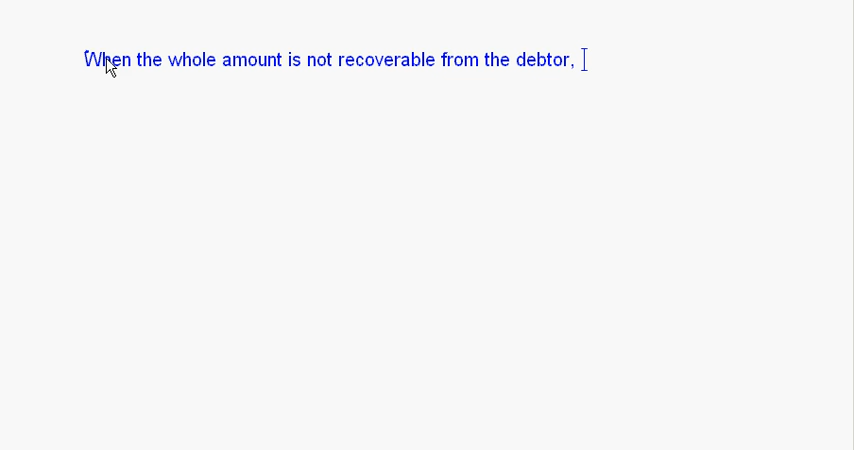 When the whole amount is not recoverable from the debtor,